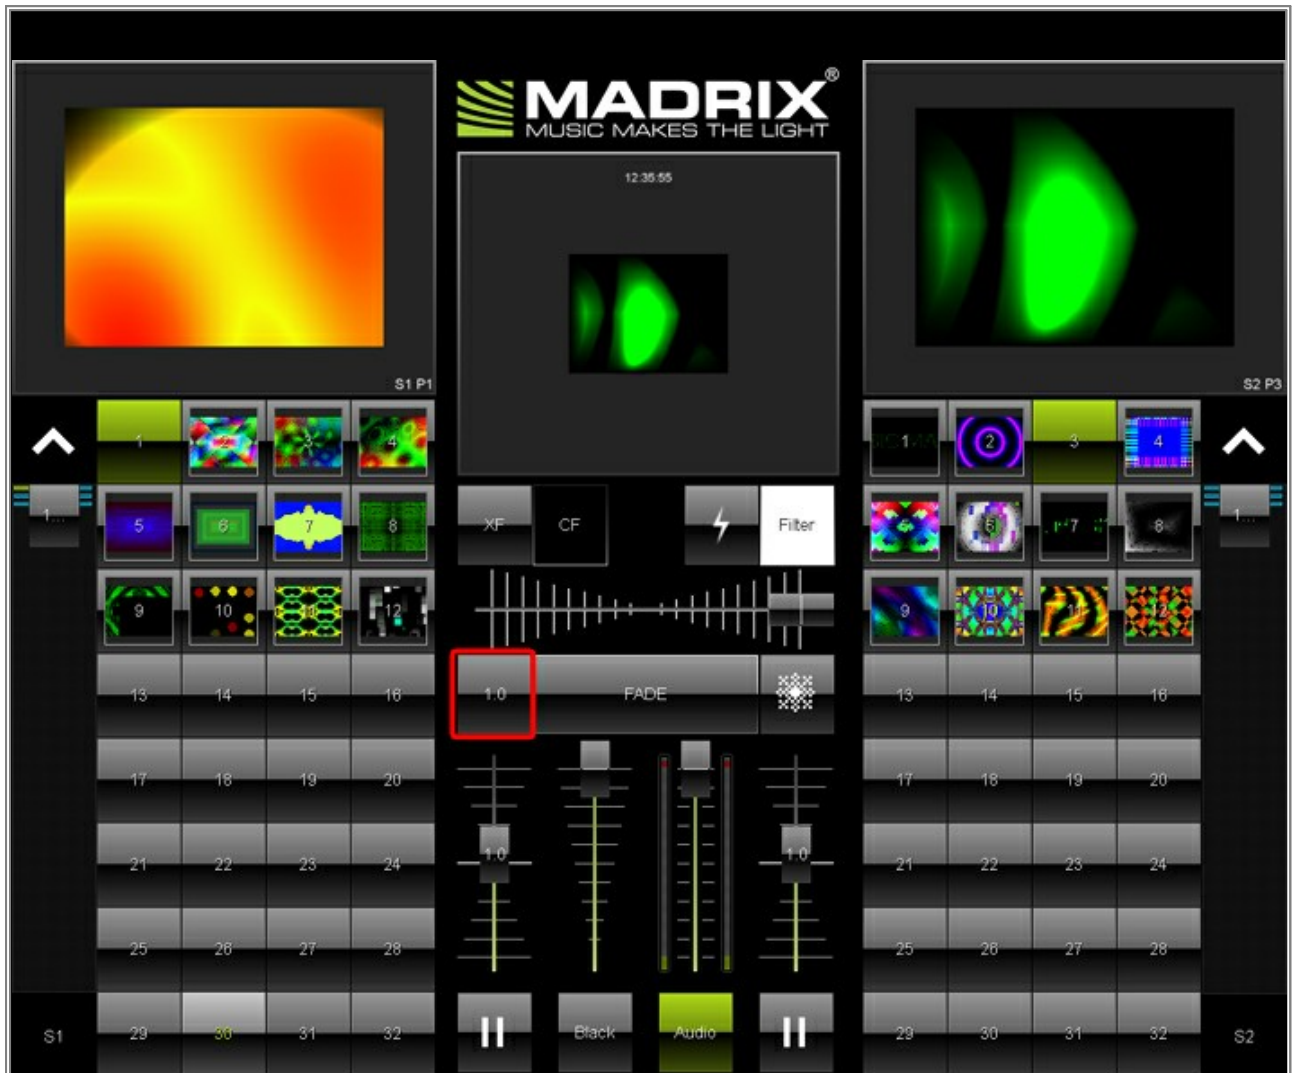 MADRIX®
MUSIC MAKES THE LIGHT
12:35:55
S1 P1
S2 P3
1 2 3 4
1 2 3 4
1...
5 6 7 8
XF CF Filter
7 8
1...
9 10 11 12
9 10 11 12
13 14 15 16
1.0 FADE
13 14 15 16
17 18 19 20
17 18 19 20
21 22 23 24
1.0 1.0
21 22 23 24
25 26 27 28
25 26 27 28
S1
29 30 31 32
Black Audio
29 30 31 32
S2